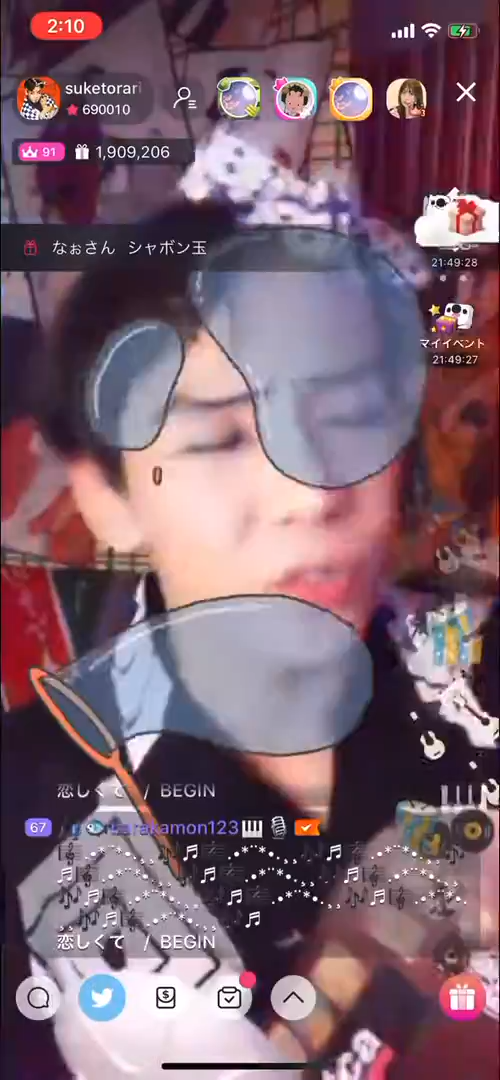 2:10
suketorari
690010
91 1,909,206
なぉさん シャボン玉
21:49:28
マイイベント
21:49:27
恋しくて / BEGIN
67 arakamon123
恋しくて / BEGIN